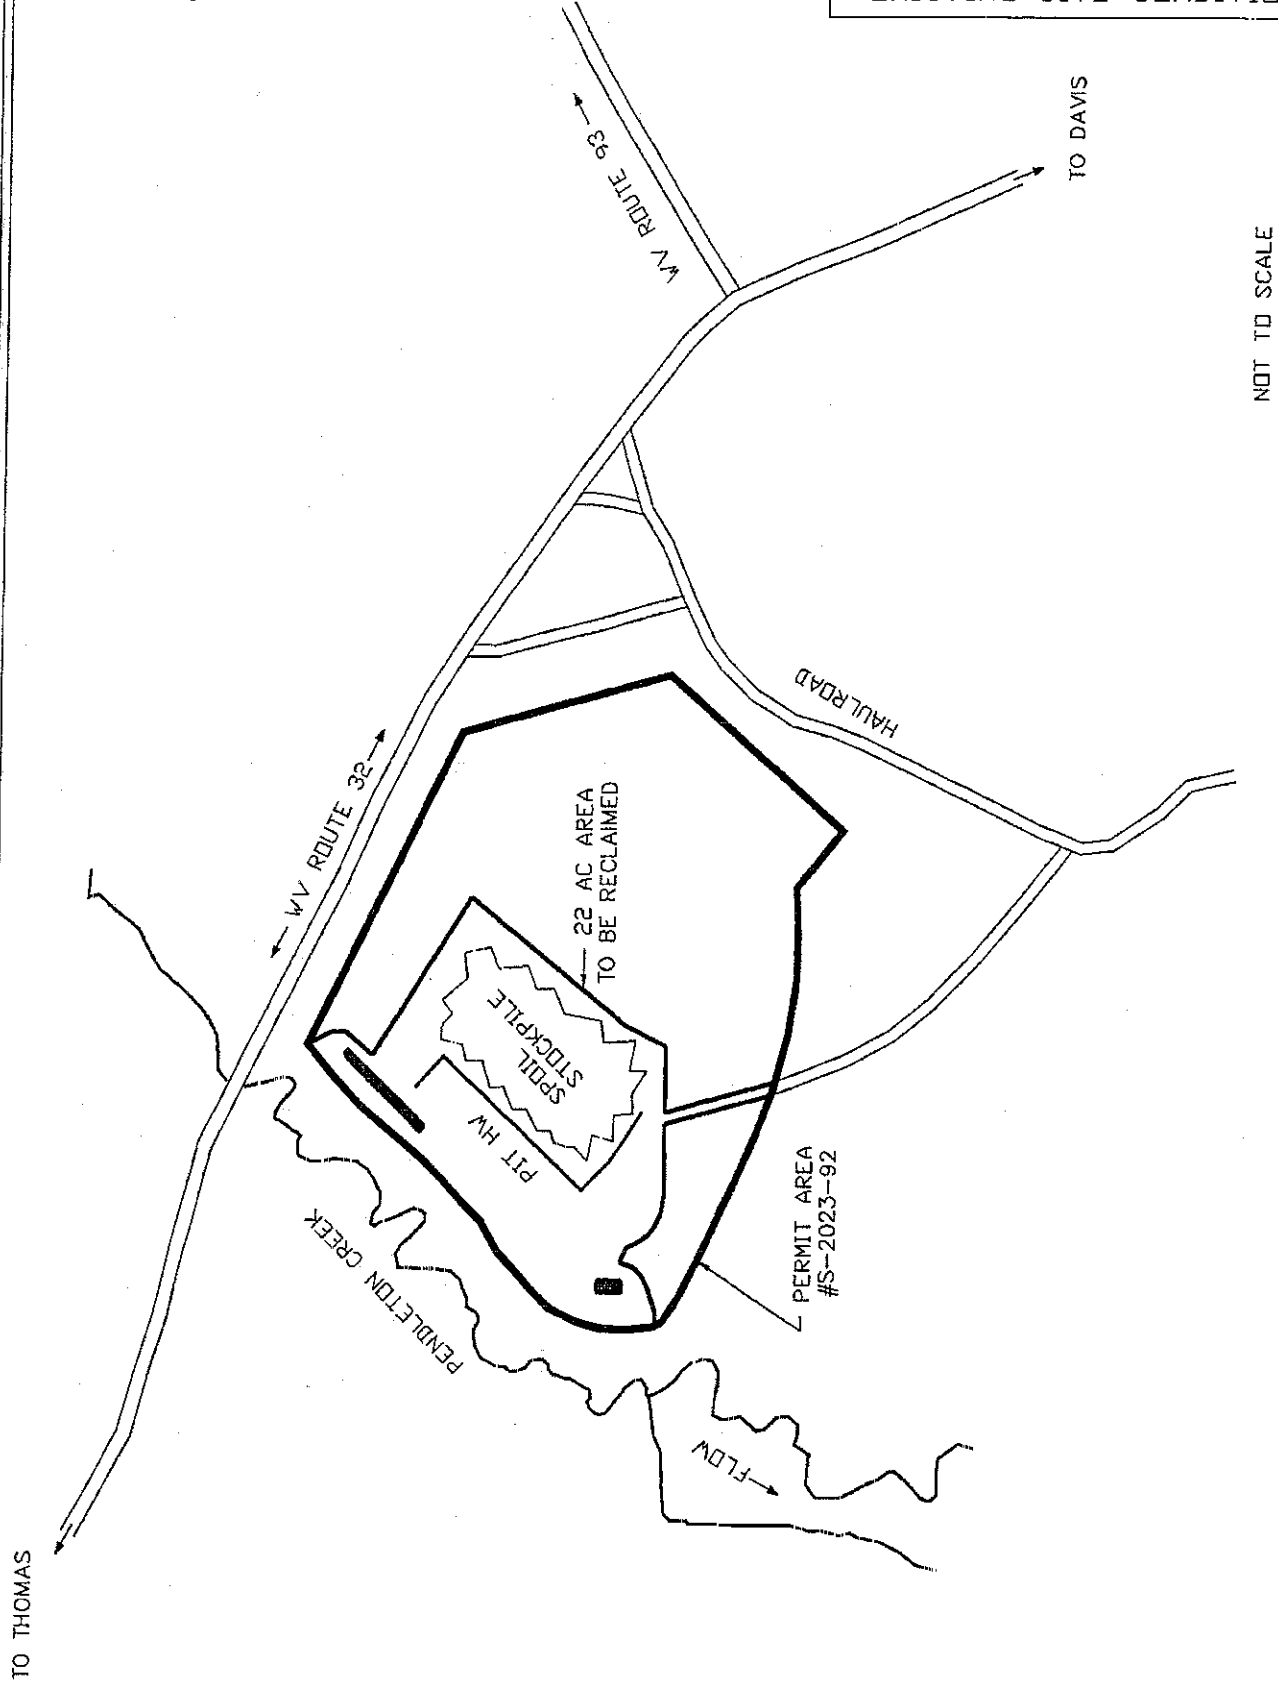 TO DAVIS
WV ROUTE 93
NOT TO SCALE
WV ROUTE 32
HAULROAD
22 AC AREA
TO BE RECLAIMED
SPOIL
STOCKPILE
PIT HW
PENDLETON CREEK
PERMIT AREA
#S-2023-92
FLOW
TO THOMAS